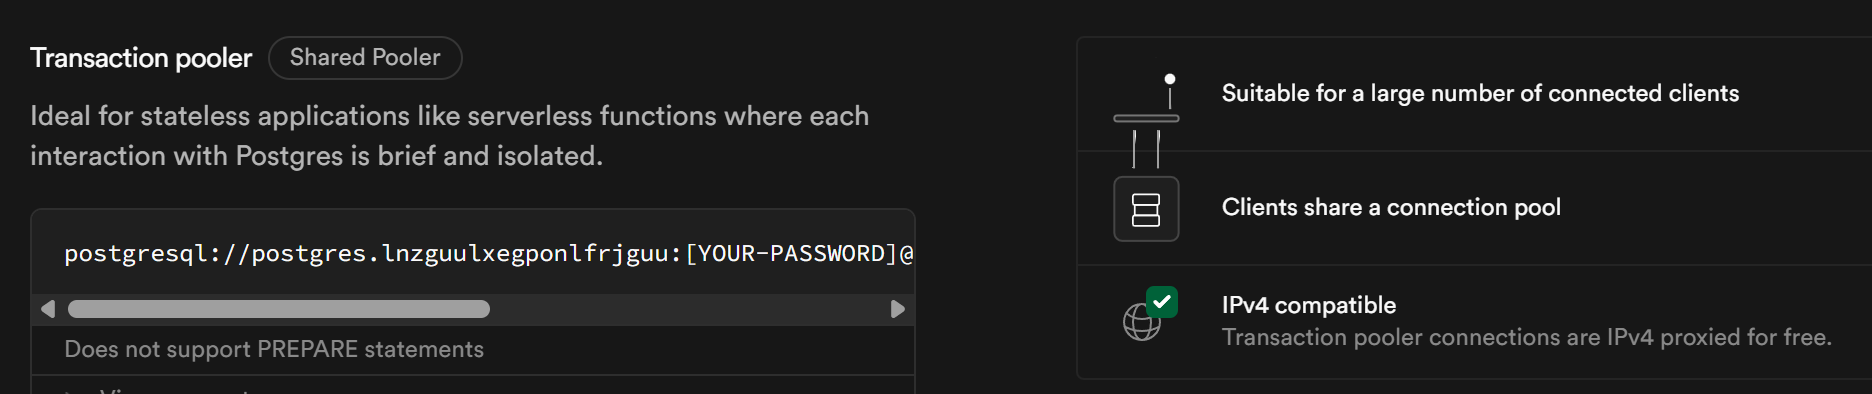 Transaction pooler
Shared Pooler
Ideal for stateless applications like serverless functions where each
interaction with Postgres is brief and isolated.
postgresql://postgres.lnzguulxegponlfrjguu:[YOUR-PASSWORD]@
Does not support PREPARE statements
Suitable for a large number of connected clients
Clients share a connection pool
IPv4 compatible
Transaction pooler connections are IPv4 proxied for free.